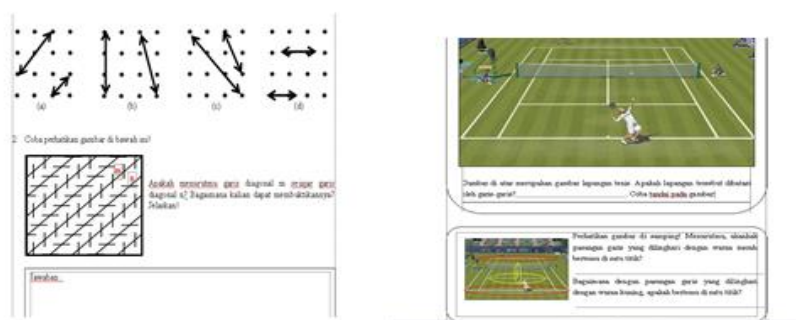 (a) (b) (c) (d)
2. Coba perhatikan gambar di bawah ini!
m
n
Apakah menurutmu garis diagonal m sejajar garis
diagonal n? Bagaimana kalian dapat membuktikannya?
Jelaskan!
Jawaban
Gambar di atas merupakan gambar lapangan tenis. Apakah lapangan tersebut dibatasi
oleh garis-garis? Coba tandai pada gambar!
Perhatikan gambar di samping! Menurutmu, akankah
pasangan garis yang dilingkari dengan warna merah
bertemu di satu titik?
Bagaimana dengan pasangan garis yang dilingkari
dengan warna kuning, apakah bertemu di satu titik?